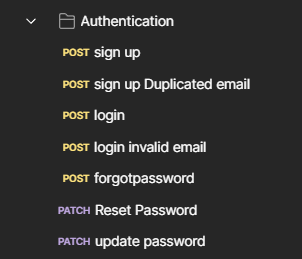 Authentication
POST sign up
POST sign up Duplicated email
POST login
POST login invalid email
POST forgotpassword
PATCH Reset Password
PATCH update password